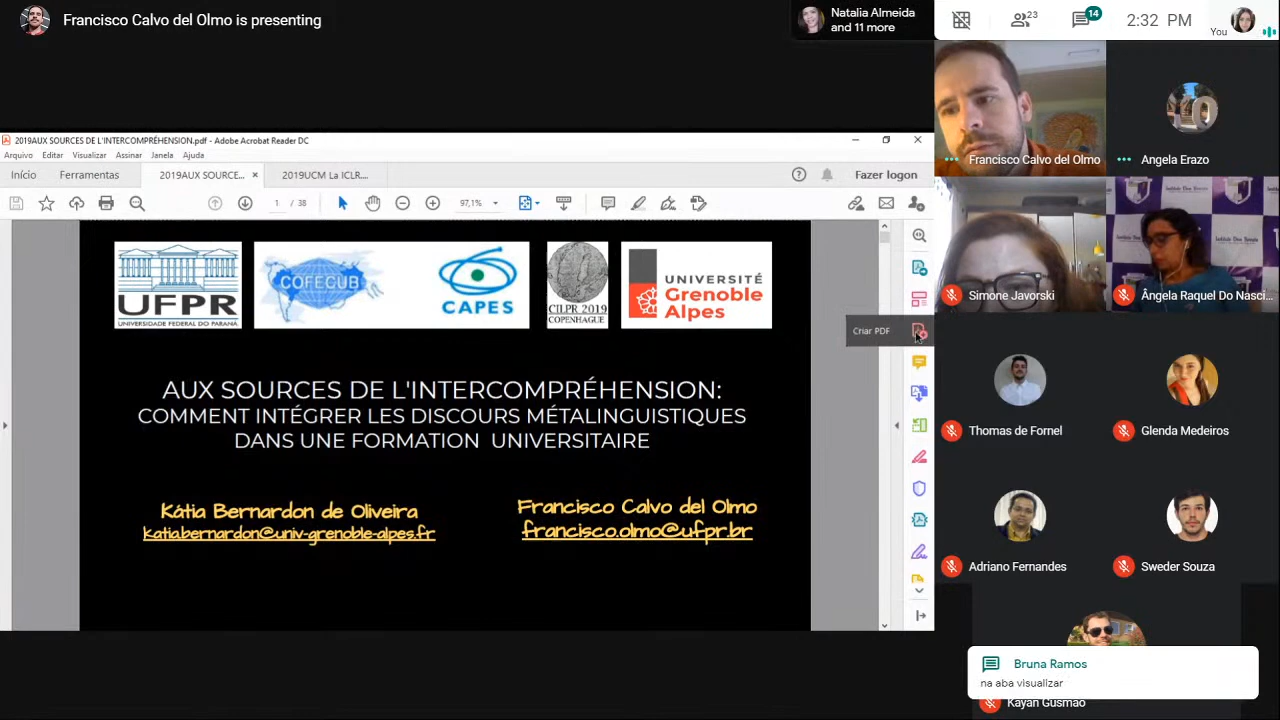 Francisco Calvo del Olmo is presenting
Natalia Almeida
and 11 more
23
14
2:32 PM
You
2019AUX SOURCES DE L'INTERCOMPRÉHENSION.pdf - Adobe Acrobat Reader DC
Arquivo Editar Visualizar Assinar Janela Ajuda
Início Ferramentas 2019AUX SOURCE... 2019UCM La ICLR.... Fazer logon
1 / 38 97,1%
UFPR
UNIVERSIDADE FEDERAL DO PARANÁ
COFECUB
CAPES
CILPR 2019
COPENHAGUE
UNIVERSITÉ
Grenoble
Alpes
Criar PDF
AUX SOURCES DE L'INTERCOMPRÉHENSION:
COMMENT INTÉGRER LES DISCOURS MÉTALINGUISTIQUES
DANS UNE FORMATION UNIVERSITAIRE
Kátia Bernardon de Oliveira
katia.bernardon@univ-grenoble-alpes.fr
Francisco Calvo del Olmo
francisco.olmo@ufpr.br
Francisco Calvo del Olmo
Angela Erazo
Simone Javorski
Ângela Raquel Do Nasci...
Thomas de Fornel
Glenda Medeiros
Adriano Fernandes
Sweder Souza
Bruna Ramos
na aba visualizar
Kayan Gusmão